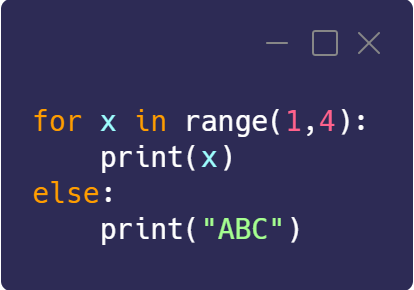 for x in range(1,4):
    print(x)
else:
    print("ABC")